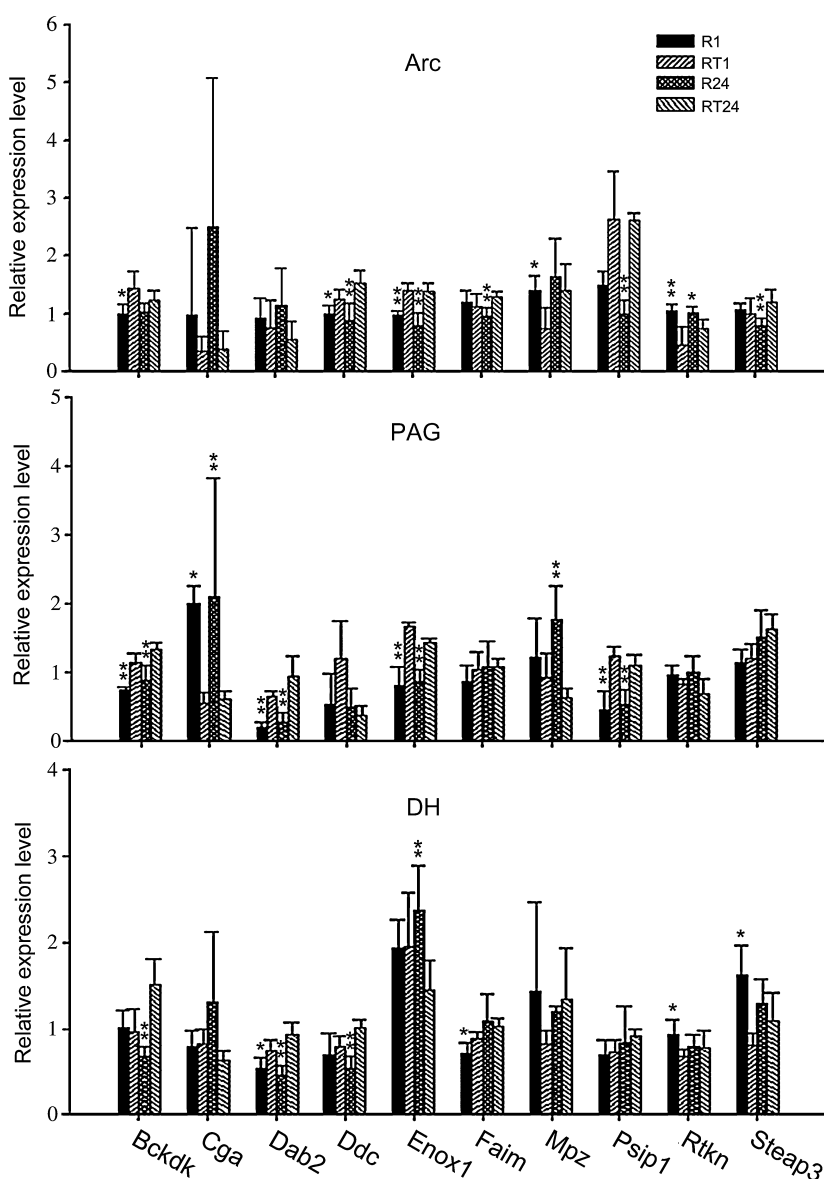 Arc
R1
RT1
R24
RT24
Relative expression level
6
5
4
3
2
1
0
* * ** ** ** ** * ** ** * **
PAG
Relative expression level
5
4
3
2
1
0
** ** * ** ** ** ** ** ** ** **
DH
Relative expression level
4
3
2
1
0
** * ** ** ** * * *
Bckdk
Cga
Dab2
Ddc
Enox1
Faim
Mpz
Psip1
Rtkn
Steap3